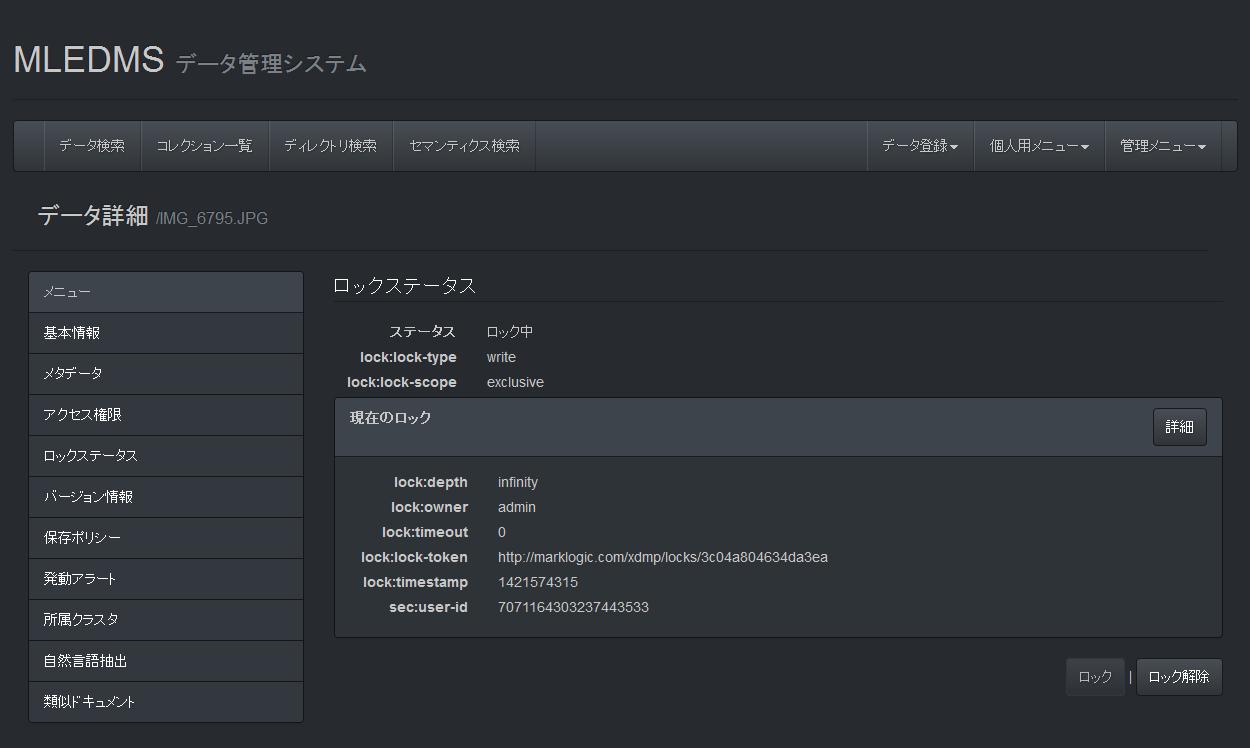 MLEDMS データ管理システム
データ検索 コレクション一覧 ディレクトリ検索 セマンティクス検索 データ登録 個人用メニュー 管理メニュー
データ詳細 /IMG_6795.JPG
メニュー
基本情報
メタデータ
アクセス権限
ロックステータス
バージョン情報
保存ポリシー
発動アラート
所属クラスタ
自然言語抽出
類似ドキュメント
ロックステータス
ステータス ロック中
lock:lock-type write
lock:lock-scope exclusive
現在のロック 詳細
lock:depth infinity
lock:owner admin
lock:timeout 0
lock:lock-token http://marklogic.com/xdmp/locks/3c04a804634da3ea
lock:timestamp 1421574315
sec:user-id 7071164303237443533
ロック | ロック解除